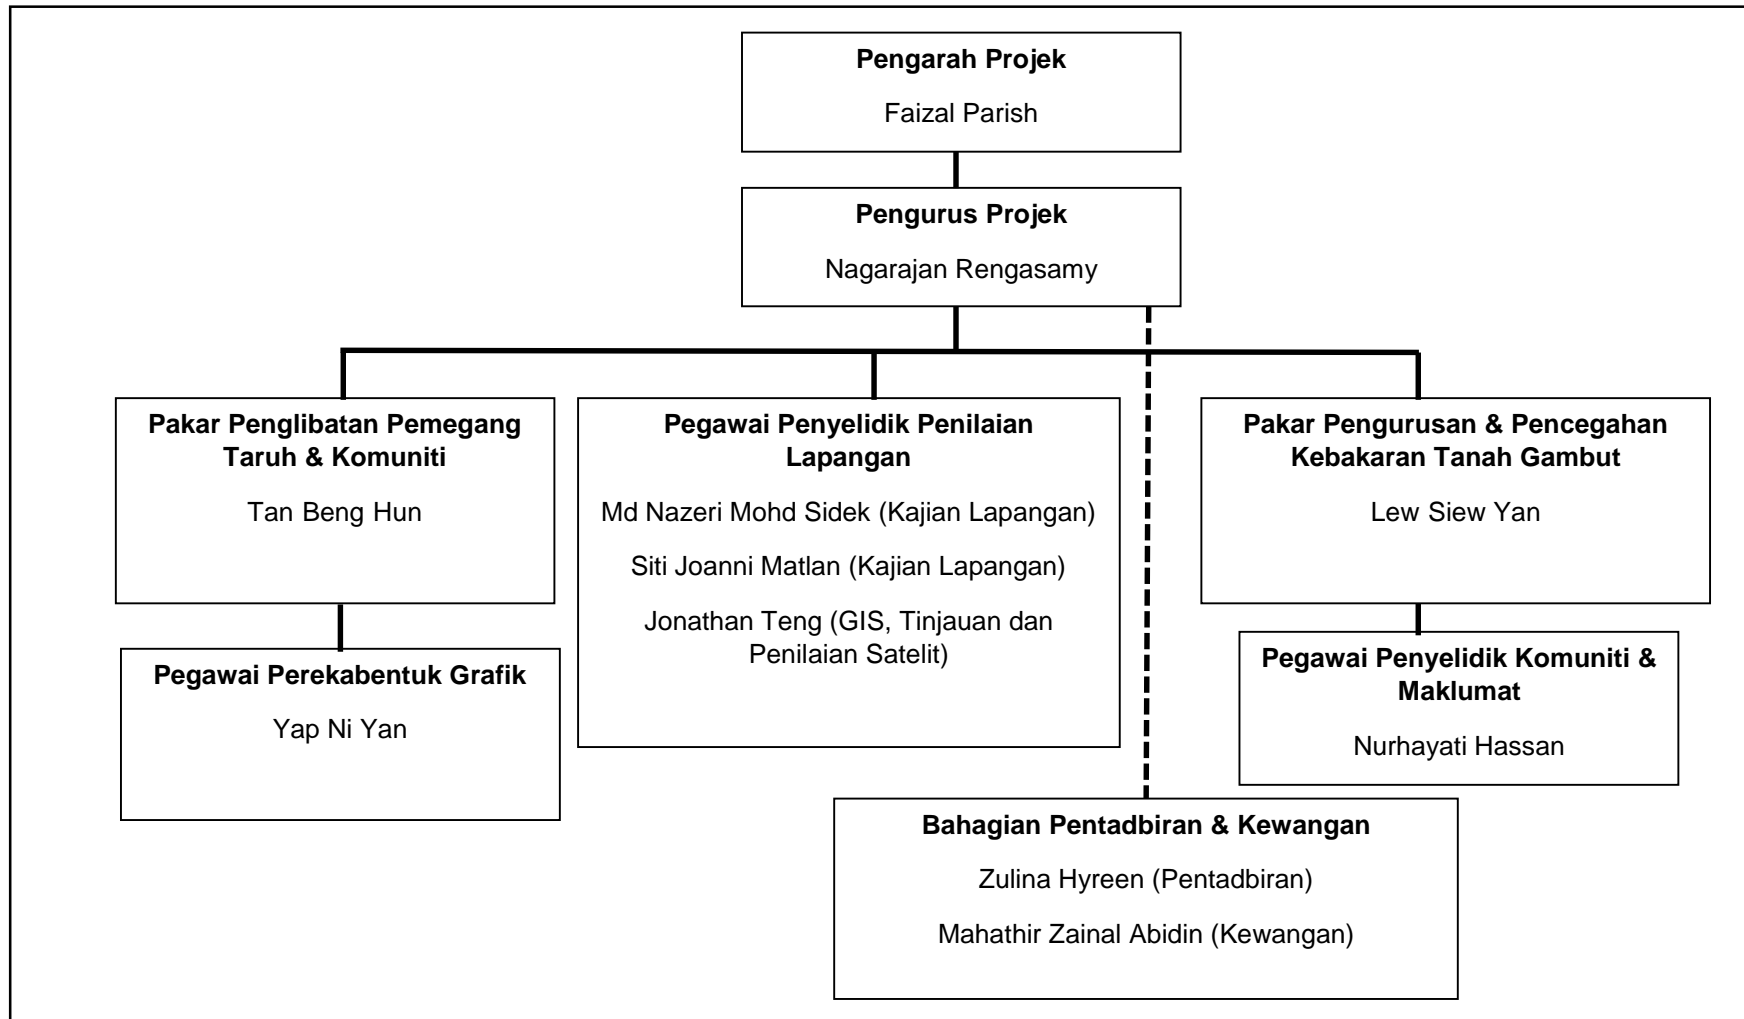 Pengarah Projek
Faizal Parish
Pengurus Projek
Nagarajan Rengasamy
Pakar Penglibatan Pemegang
Taruh & Komuniti
Tan Beng Hun
Pegawai Perekabentuk Grafik
Yap Ni Yan
Pegawai Penyelidik Penilaian
Lapangan
Md Nazeri Mohd Sidek (Kajian Lapangan)
Siti Joanni Matlan (Kajian Lapangan)
Jonathan Teng (GIS, Tinjauan dan
Penilaian Satelit)
Pakar Pengurusan & Pencegahan
Kebakaran Tanah Gambut
Lew Siew Yan
Pegawai Penyelidik Komuniti &
Maklumat
Nurhayati Hassan
Bahagian Pentadbiran & Kewangan
Zulina Hyreen (Pentadbiran)
Mahathir Zainal Abidin (Kewangan)